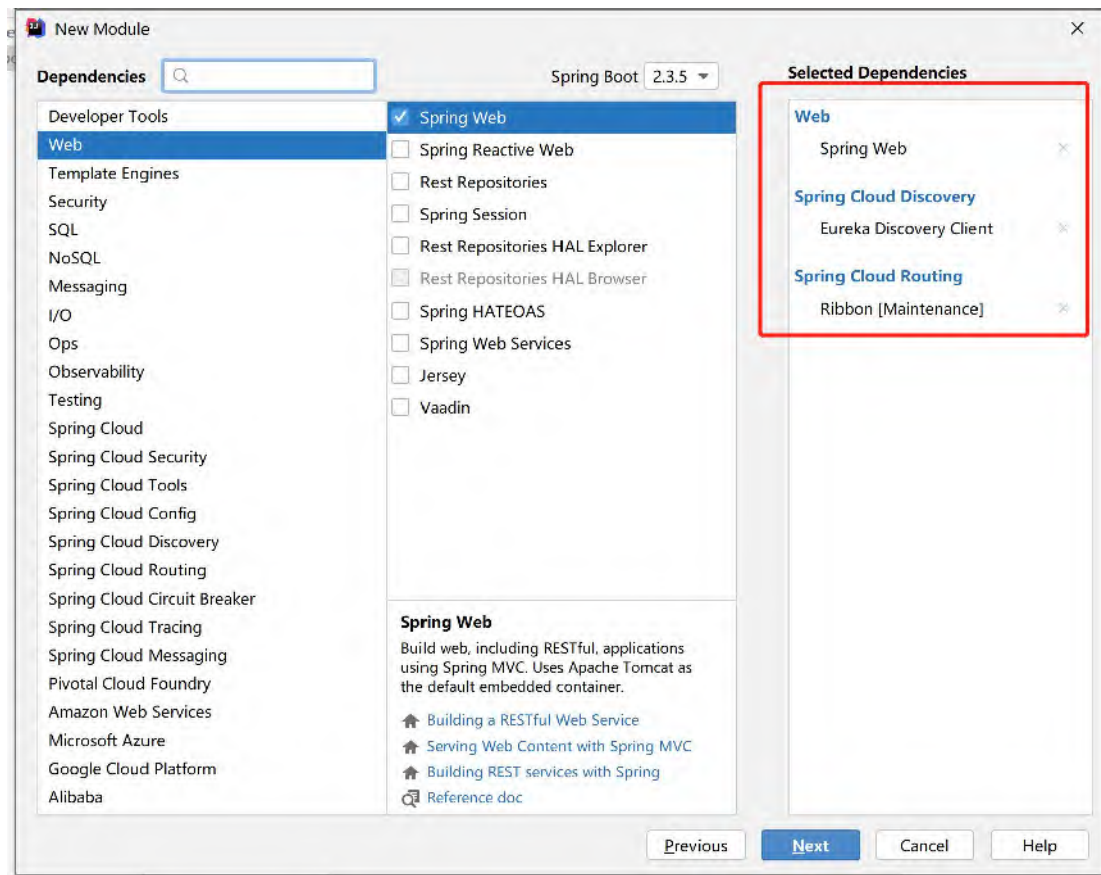 New Module
Dependencies
Spring Boot 2.3.5
Selected Dependencies
Developer Tools
Web
Template Engines
Security
SQL
NoSQL
Messaging
I/O
Ops
Observability
Testing
Spring Cloud
Spring Cloud Security
Spring Cloud Tools
Spring Cloud Config
Spring Cloud Discovery
Spring Cloud Routing
Spring Cloud Circuit Breaker
Spring Cloud Tracing
Spring Cloud Messaging
Pivotal Cloud Foundry
Amazon Web Services
Microsoft Azure
Google Cloud Platform
Alibaba
Spring Web
Spring Reactive Web
Rest Repositories
Spring Session
Rest Repositories HAL Explorer
Rest Repositories HAL Browser
Spring HATEOAS
Spring Web Services
Jersey
Vaadin
Spring Web
Build web, including RESTful, applications
using Spring MVC. Uses Apache Tomcat as
the default embedded container.
Building a RESTful Web Service
Serving Web Content with Spring MVC
Building REST services with Spring
Reference doc
Web
Spring Web
Spring Cloud Discovery
Eureka Discovery Client
Spring Cloud Routing
Ribbon [Maintenance]
Previous
Next
Cancel
Help